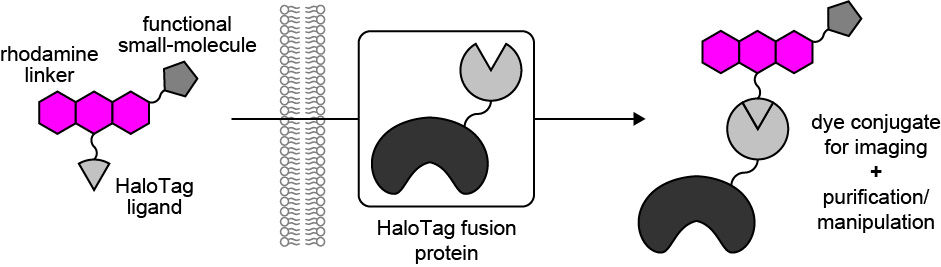 functional
small-molecule
rhodamine
linker
HaloTag
ligand
HaloTag fusion
protein
dye conjugate
for imaging
+
purification/
manipulation